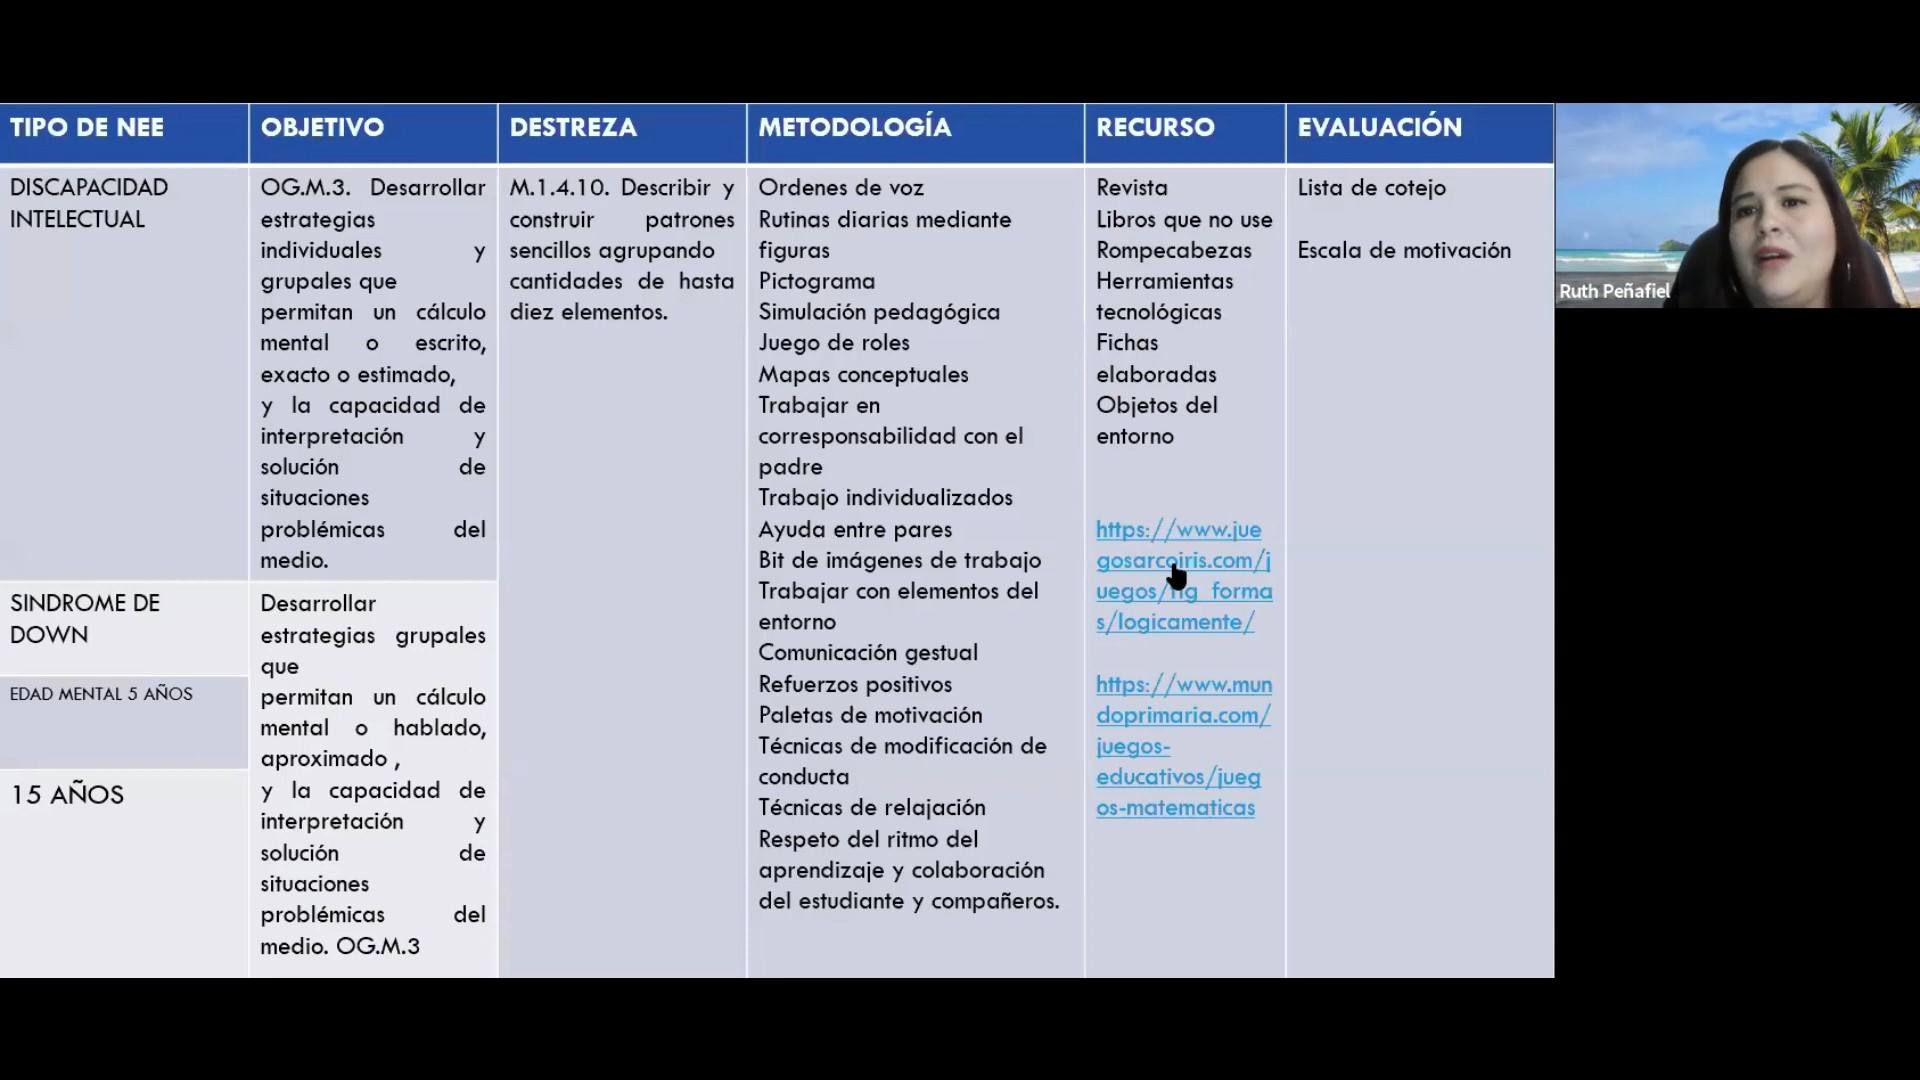 TIPO DE NEE
OBJETIVO
DESTREZA
METODOLOGÍA
RECURSO
EVALUACIÓN
DISCAPACIDAD
INTELECTUAL
OG.M.3. Desarrollar
estrategias
individuales y
grupales que
permitan un cálculo
mental o escrito,
exacto o estimado,
y la capacidad de
interpretación y
solución de
situaciones
problémicas del
medio.
M.1.4.10. Describir y
construir patrones
sencillos agrupando
cantidades de hasta
diez elementos.
Ordenes de voz
Rutinas diarias mediante
figuras
Pictograma
Simulación pedagógica
Juego de roles
Mapas conceptuales
Trabajar en
corresponsabilidad con el
padre
Trabajo individualizados
Ayuda entre pares
Bit de imágenes de trabajo
Trabajar con elementos del
entorno
Comunicación gestual
Refuerzos positivos
Paletas de motivación
Técnicas de modificación de
conducta
Técnicas de relajación
Respeto del ritmo del
aprendizaje y colaboración
del estudiante y compañeros.
Revista
Libros que no use
Rompecabezas
Herramientas
tecnológicas
Fichas
elaboradas
Objetos del
entorno
https://www.jue
gosarcoiris.com/j
uegos/fig_forma
s/logicamente/
https://www.mun
doprimaria.com/
juegos-
educativos/jueg
os-matematicas
Lista de cotejo
Escala de motivación
SINDROME DE
DOWN
EDAD MENTAL 5 AÑOS
15 AÑOS
Desarrollar
estrategias grupales
que
permitan un cálculo
mental o hablado,
aproximado ,
y la capacidad de
interpretación y
solución de
situaciones
problémicas del
medio. OG.M.3
Ruth Peñafiel